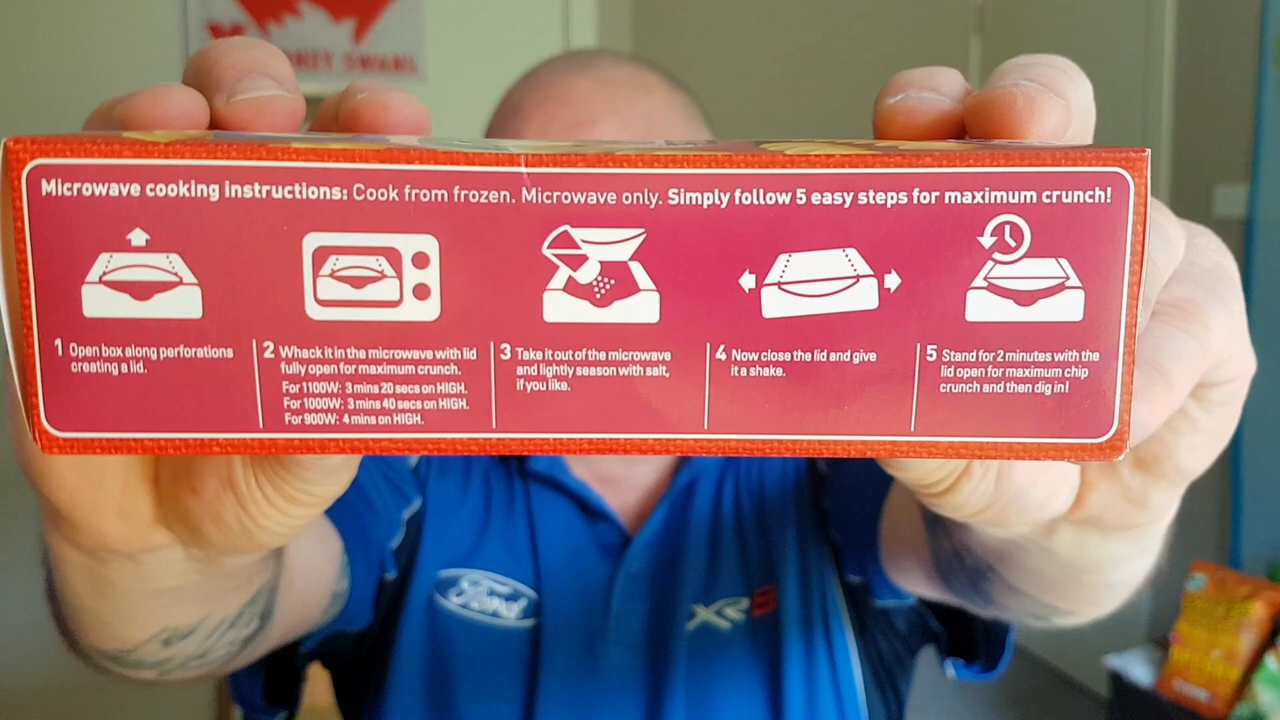 NEY SWANS
Microwave cooking instructions: Cook from frozen. Microwave only. Simply follow 5 easy steps for maximum crunch!
1 Open box along perforations
creating a lid.
2 Whack it in the microwave with lid
fully open for maximum crunch.
For 1100W: 3 mins 20 secs on HIGH.
For 1000W: 3 mins 40 secs on HIGH.
For 900W: 4 mins on HIGH.
3 Take it out of the microwave
and lightly season with salt,
if you like.
4 Now close the lid and give
it a shake.
5 Stand for 2 minutes with the
lid open for maximum chip
crunch and then dig in!
Ford
XR8